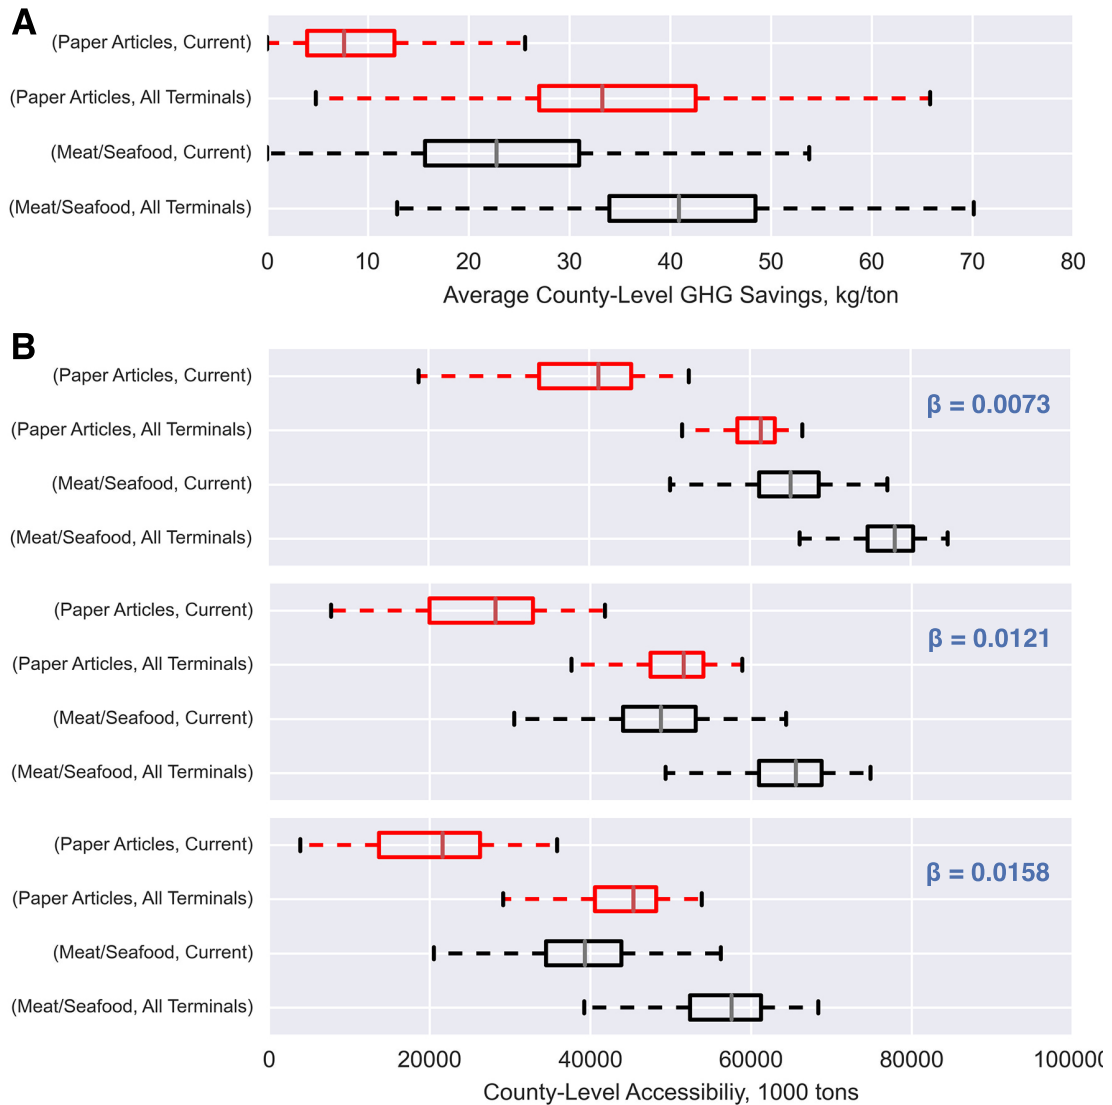 A
(Paper Articles, Current)
(Paper Articles, All Terminals)
(Meat/Seafood, Current)
(Meat/Seafood, All Terminals)
0 10 20 30 40 50 60 70 80
Average County-Level GHG Savings, kg/ton
B
(Paper Articles, Current)
β = 0.0073
(Paper Articles, All Terminals)
(Meat/Seafood, Current)
(Meat/Seafood, All Terminals)
(Paper Articles, Current)
β = 0.0121
(Paper Articles, All Terminals)
(Meat/Seafood, Current)
(Meat/Seafood, All Terminals)
(Paper Articles, Current)
β = 0.0158
(Paper Articles, All Terminals)
(Meat/Seafood, Current)
(Meat/Seafood, All Terminals)
0 20000 40000 60000 80000 100000
County-Level Accessibiliy, 1000 tons